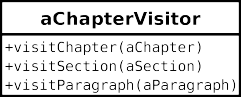 aChapterVisitor
+visitChapter(aChapter)
+visitSection(aSection)
+visitParagraph(aParagraph)